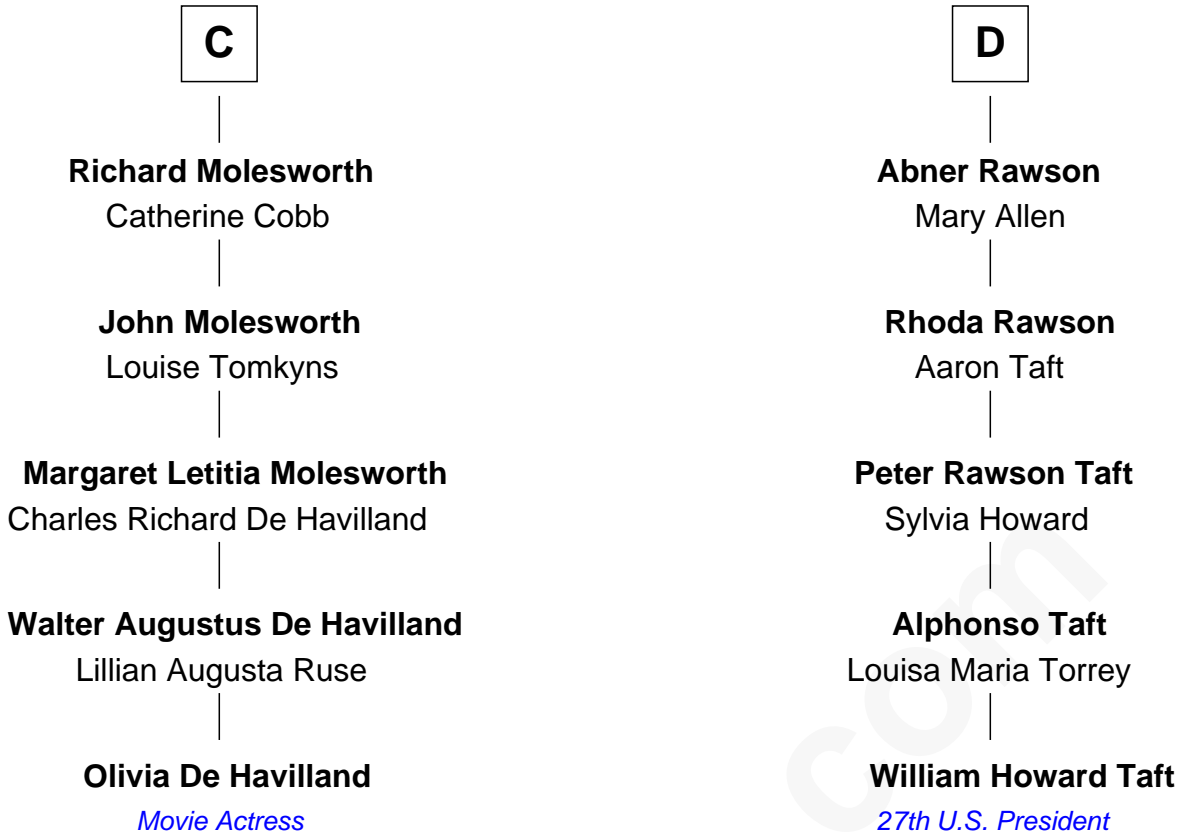 C
Richard Molesworth
Catherine Cobb
John Molesworth
Louise Tomkyns
Margaret Letitia Molesworth
Charles Richard De Havilland
Walter Augustus De Havilland
Lillian Augusta Ruse
Olivia De Havilland
Movie Actress
D
Abner Rawson
Mary Allen
Rhoda Rawson
Aaron Taft
Peter Rawson Taft
Sylvia Howard
Alphonso Taft
Louisa Maria Torrey
William Howard Taft
27th U.S. President
com